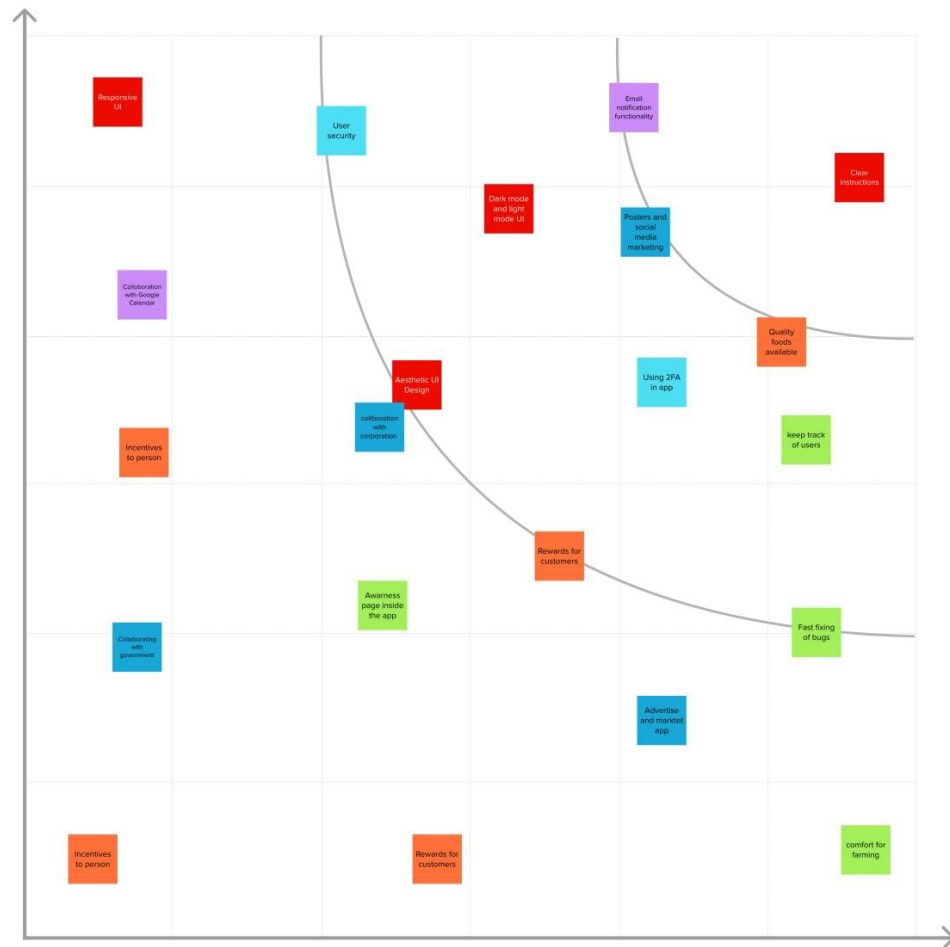 Responsive
UI
Email
notification
functionality
User
security
Clear
instructions
Dark mode
and light
mode UI
Posters and
social
media
marketing
Collaboration
with Google
Calendar
Quality
foods
available
Aesthetic UI
Design
Using 2FA
in app
collboration
with
corporation
keep track
of users
Incentives
to person
Rewards for
customers
Awarness
page inside
the app
Fast fixing
of bugs
Collaborating
with
government
Advertise
and marktet
app
Incentives
to person
Rewards for
customers
comfort for
farming